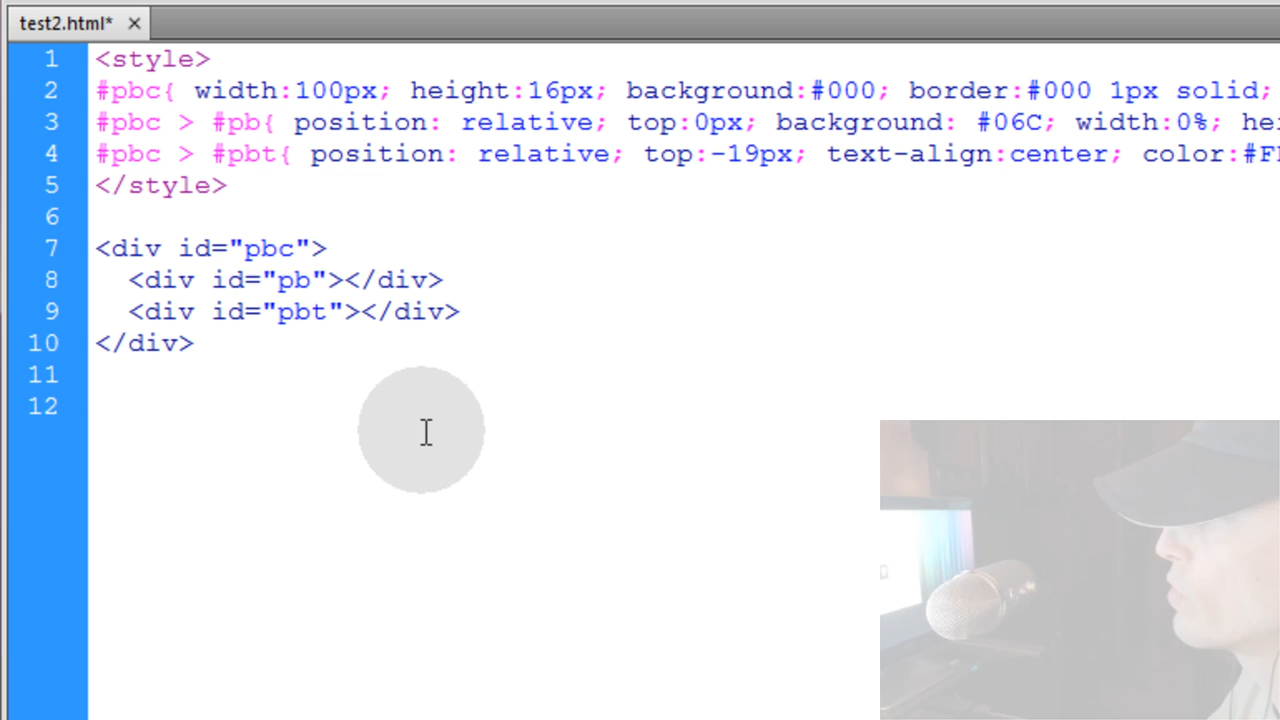 test2.html* ×
1 <style>
2 #pbc{ width:100px; height:16px; background:#000; border:#000 1px solid;
3 #pbc > #pb{ position: relative; top:0px; background: #06C; width:0%;
4 #pbc > #pbt{ position: relative; top:-19px; text-align:center;
5 </style>
6
7 <div id="pbc">
8   <div id="pb"></div>
9   <div id="pbt"></div>
10 </div>
11
12